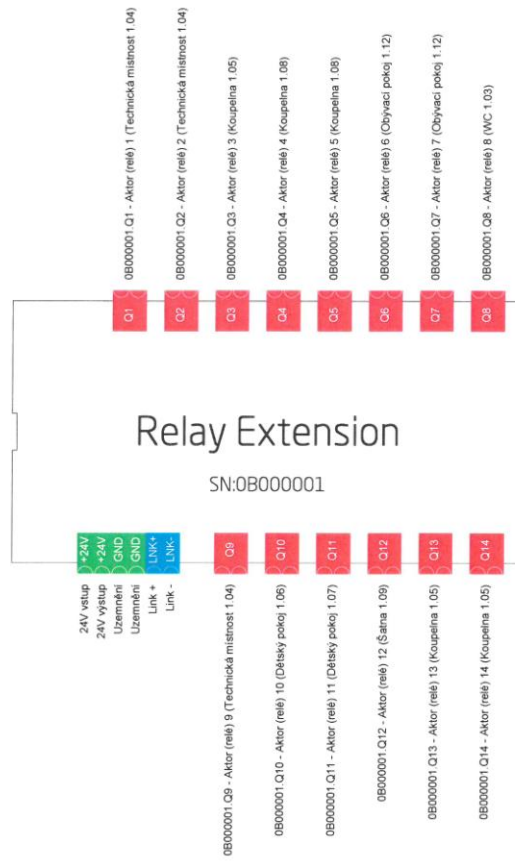 0B000001.Q1 - Aktor (relé) 1 (Technická místnost 1.04)
0B000001.Q2 - Aktor (relé) 2 (Technická místnost 1.04)
0B000001.Q3 - Aktor (relé) 3 (Koupelna 1.05)
0B000001.Q4 - Aktor (relé) 4 (Koupelna 1.08)
0B000001.Q5 - Aktor (relé) 5 (Koupelna 1.08)
0B000001.Q6 - Aktor (relé) 6 (Obývací pokoj 1.12)
0B000001.Q7 - Aktor (relé) 7 (Obývací pokoj 1.12)
0B000001.Q8 - Aktor (relé) 8 (WC 1.03)
Q1
Q2
Q3
Q4
Q5
Q6
Q7
Q8
Relay Extension
SN:0B000001
+24V
+24V
GND
GND
LNK+
LNK-
Q9
Q10
Q11
Q12
Q13
Q14
24V vstup
24V výstup
Uzemnění
Uzemnění
Link +
Link -
0B000001.Q9 - Aktor (relé) 9 (Technická místnost 1.04)
0B000001.Q10 - Aktor (relé) 10 (Dětský pokoj 1.06)
0B000001.Q11 - Aktor (relé) 11 (Dětský pokoj 1.07)
0B000001.Q12 - Aktor (relé) 12 (Šatna 1.09)
0B000001.Q13 - Aktor (relé) 13 (Koupelna 1.05)
0B000001.Q14 - Aktor (relé) 14 (Koupelna 1.05)